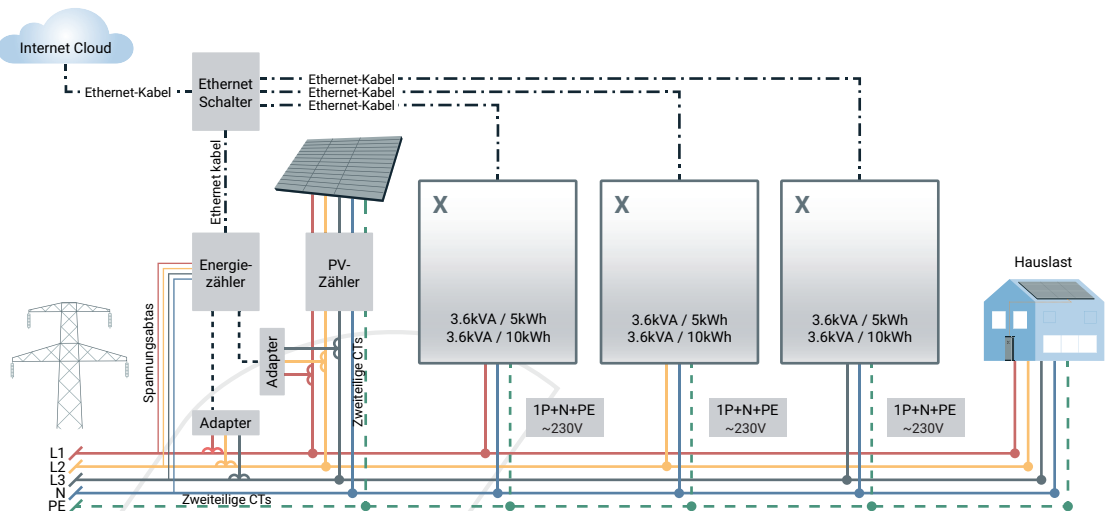 Internet Cloud
Ethernet-Kabel
Ethernet
Schalter
Ethernet-Kabel
Ethernet-Kabel
Ethernet-Kabel
Ethernet kabel
Energie-
zähler
PV-
Zähler
X
3.6kVA / 5kWh
3.6kVA / 10kWh
X
3.6kVA / 5kWh
3.6kVA / 10kWh
X
3.6kVA / 5kWh
3.6kVA / 10kWh
Hauslast
Spannungsabtas
Adapter
Zweiteilige CTs
Adapter
1P+N+PE
~230V
1P+N+PE
~230V
1P+N+PE
~230V
L1
L2
L3
N
Zweiteilige CTs
PE